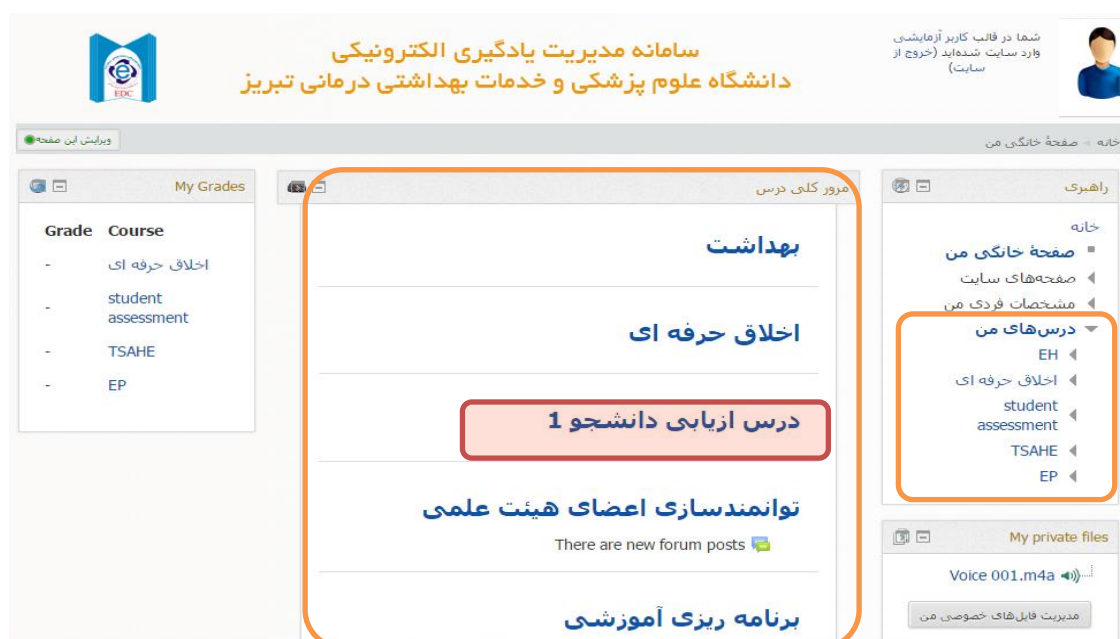 شما در قالب کاربر آزمایشی
وارد سایت شده‌اید (خروج از
سایت)
سامانه مدیریت یادگیری الکترونیکی
دانشگاه علوم پزشکی و خدمات بهداشتی درمانی تبریز
e
EDC
خانه » صفحهٔ خانگی من
ویرایش این صفحه
راهبری
خانه
صفحهٔ خانگی من
صفحه‌های سایت
مشخصات فردی من
درس‌های من
EH
اخلاق حرفه ای
student
assessment
TSAHE
EP
My private files
Voice 001.m4a
مدیریت فایل‌های خصوصی من
مرور کلی درس
بهداشت
اخلاق حرفه ای
درس ازیابی دانشجو 1
توانمندسازی اعضای هیئت علمی
There are new forum posts
برنامه ریزی آموزشی
My Grades
Grade Course
- اخلاق حرفه ای
- student
assessment
- TSAHE
- EP